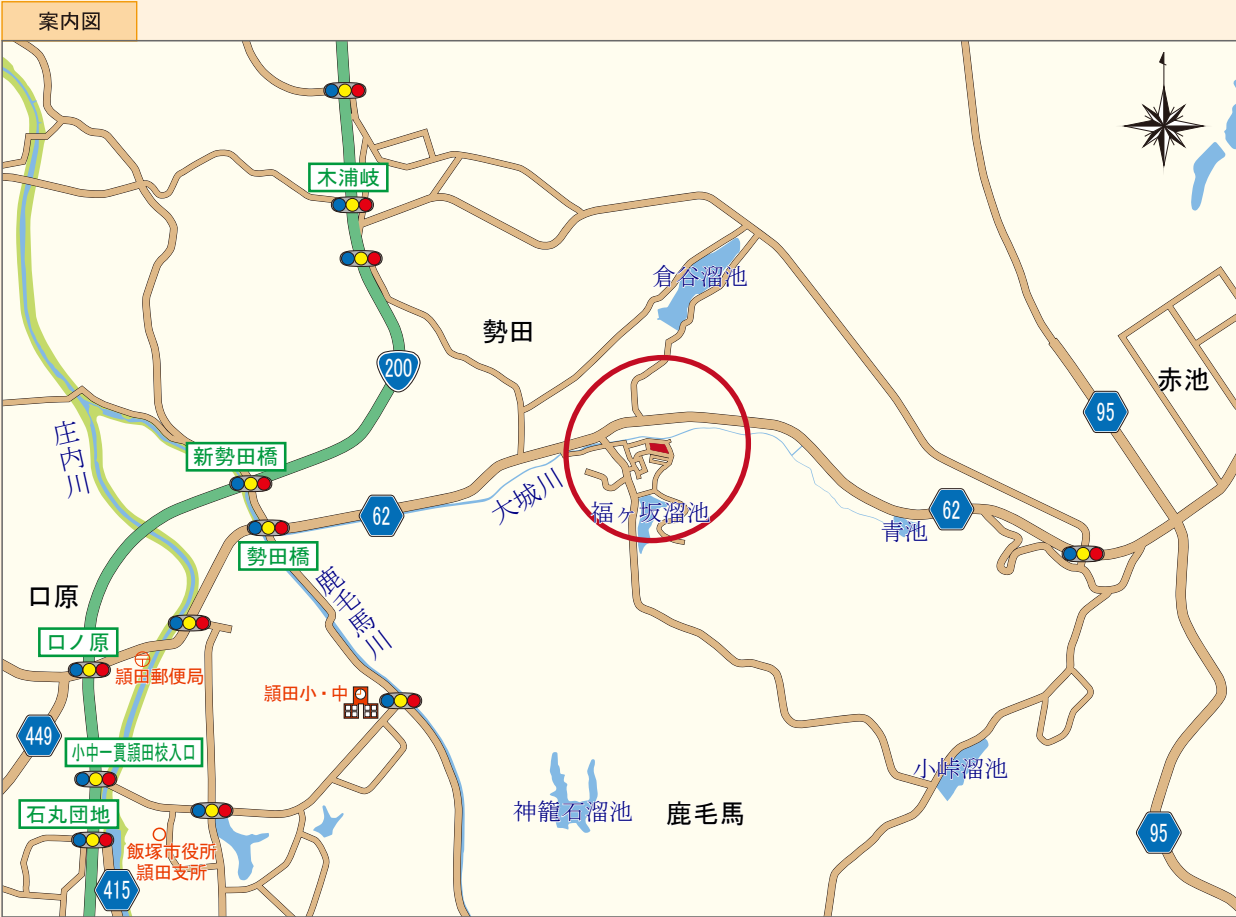 案内図
木浦岐
倉谷溜池
勢田
200
赤池
95
庄内川
新勢田橋
大城川
62
福ヶ坂溜池
青池
62
勢田橋
鹿毛馬川
口原
口ノ原
〒
頴田郵便局
頴田小・中
449
小中一貫頴田校入口
小峠溜池
神籠石溜池
鹿毛馬
石丸団地
95
飯塚市役所
頴田支所
415